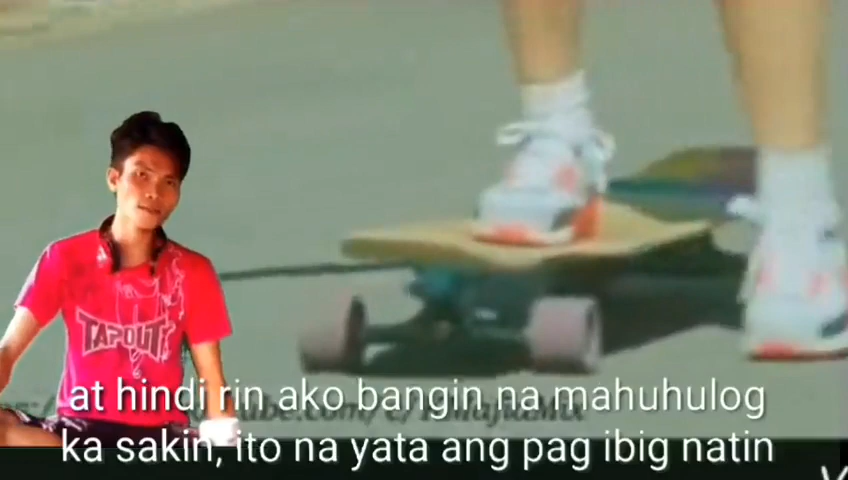 TAPOUT
at hindi rin ako bangin na mahuhulog
ka sakin, ito na yata ang pag ibig natin